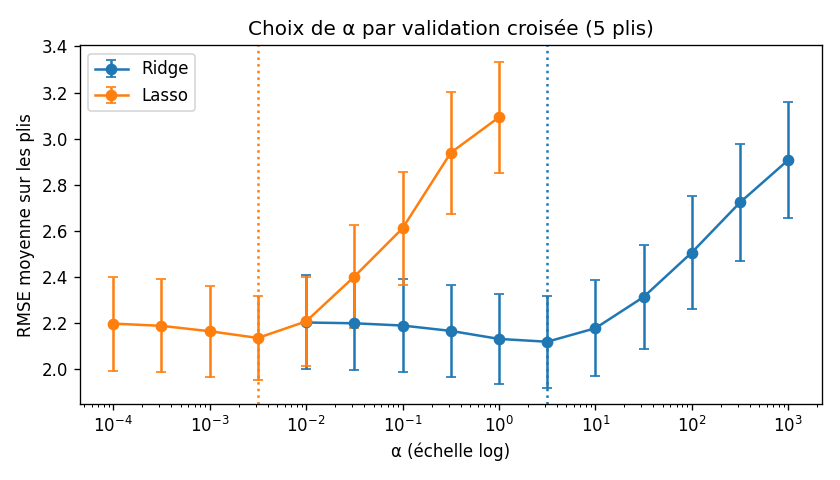 Choix de α par validation croisée (5 plis)
Ridge
Lasso
RMSE moyenne sur les plis
3.4
3.2
3.0
2.8
2.6
2.4
2.2
2.0
10⁻⁴ 10⁻³ 10⁻² 10⁻¹ 10⁰ 10¹ 10² 10³
α (échelle log)